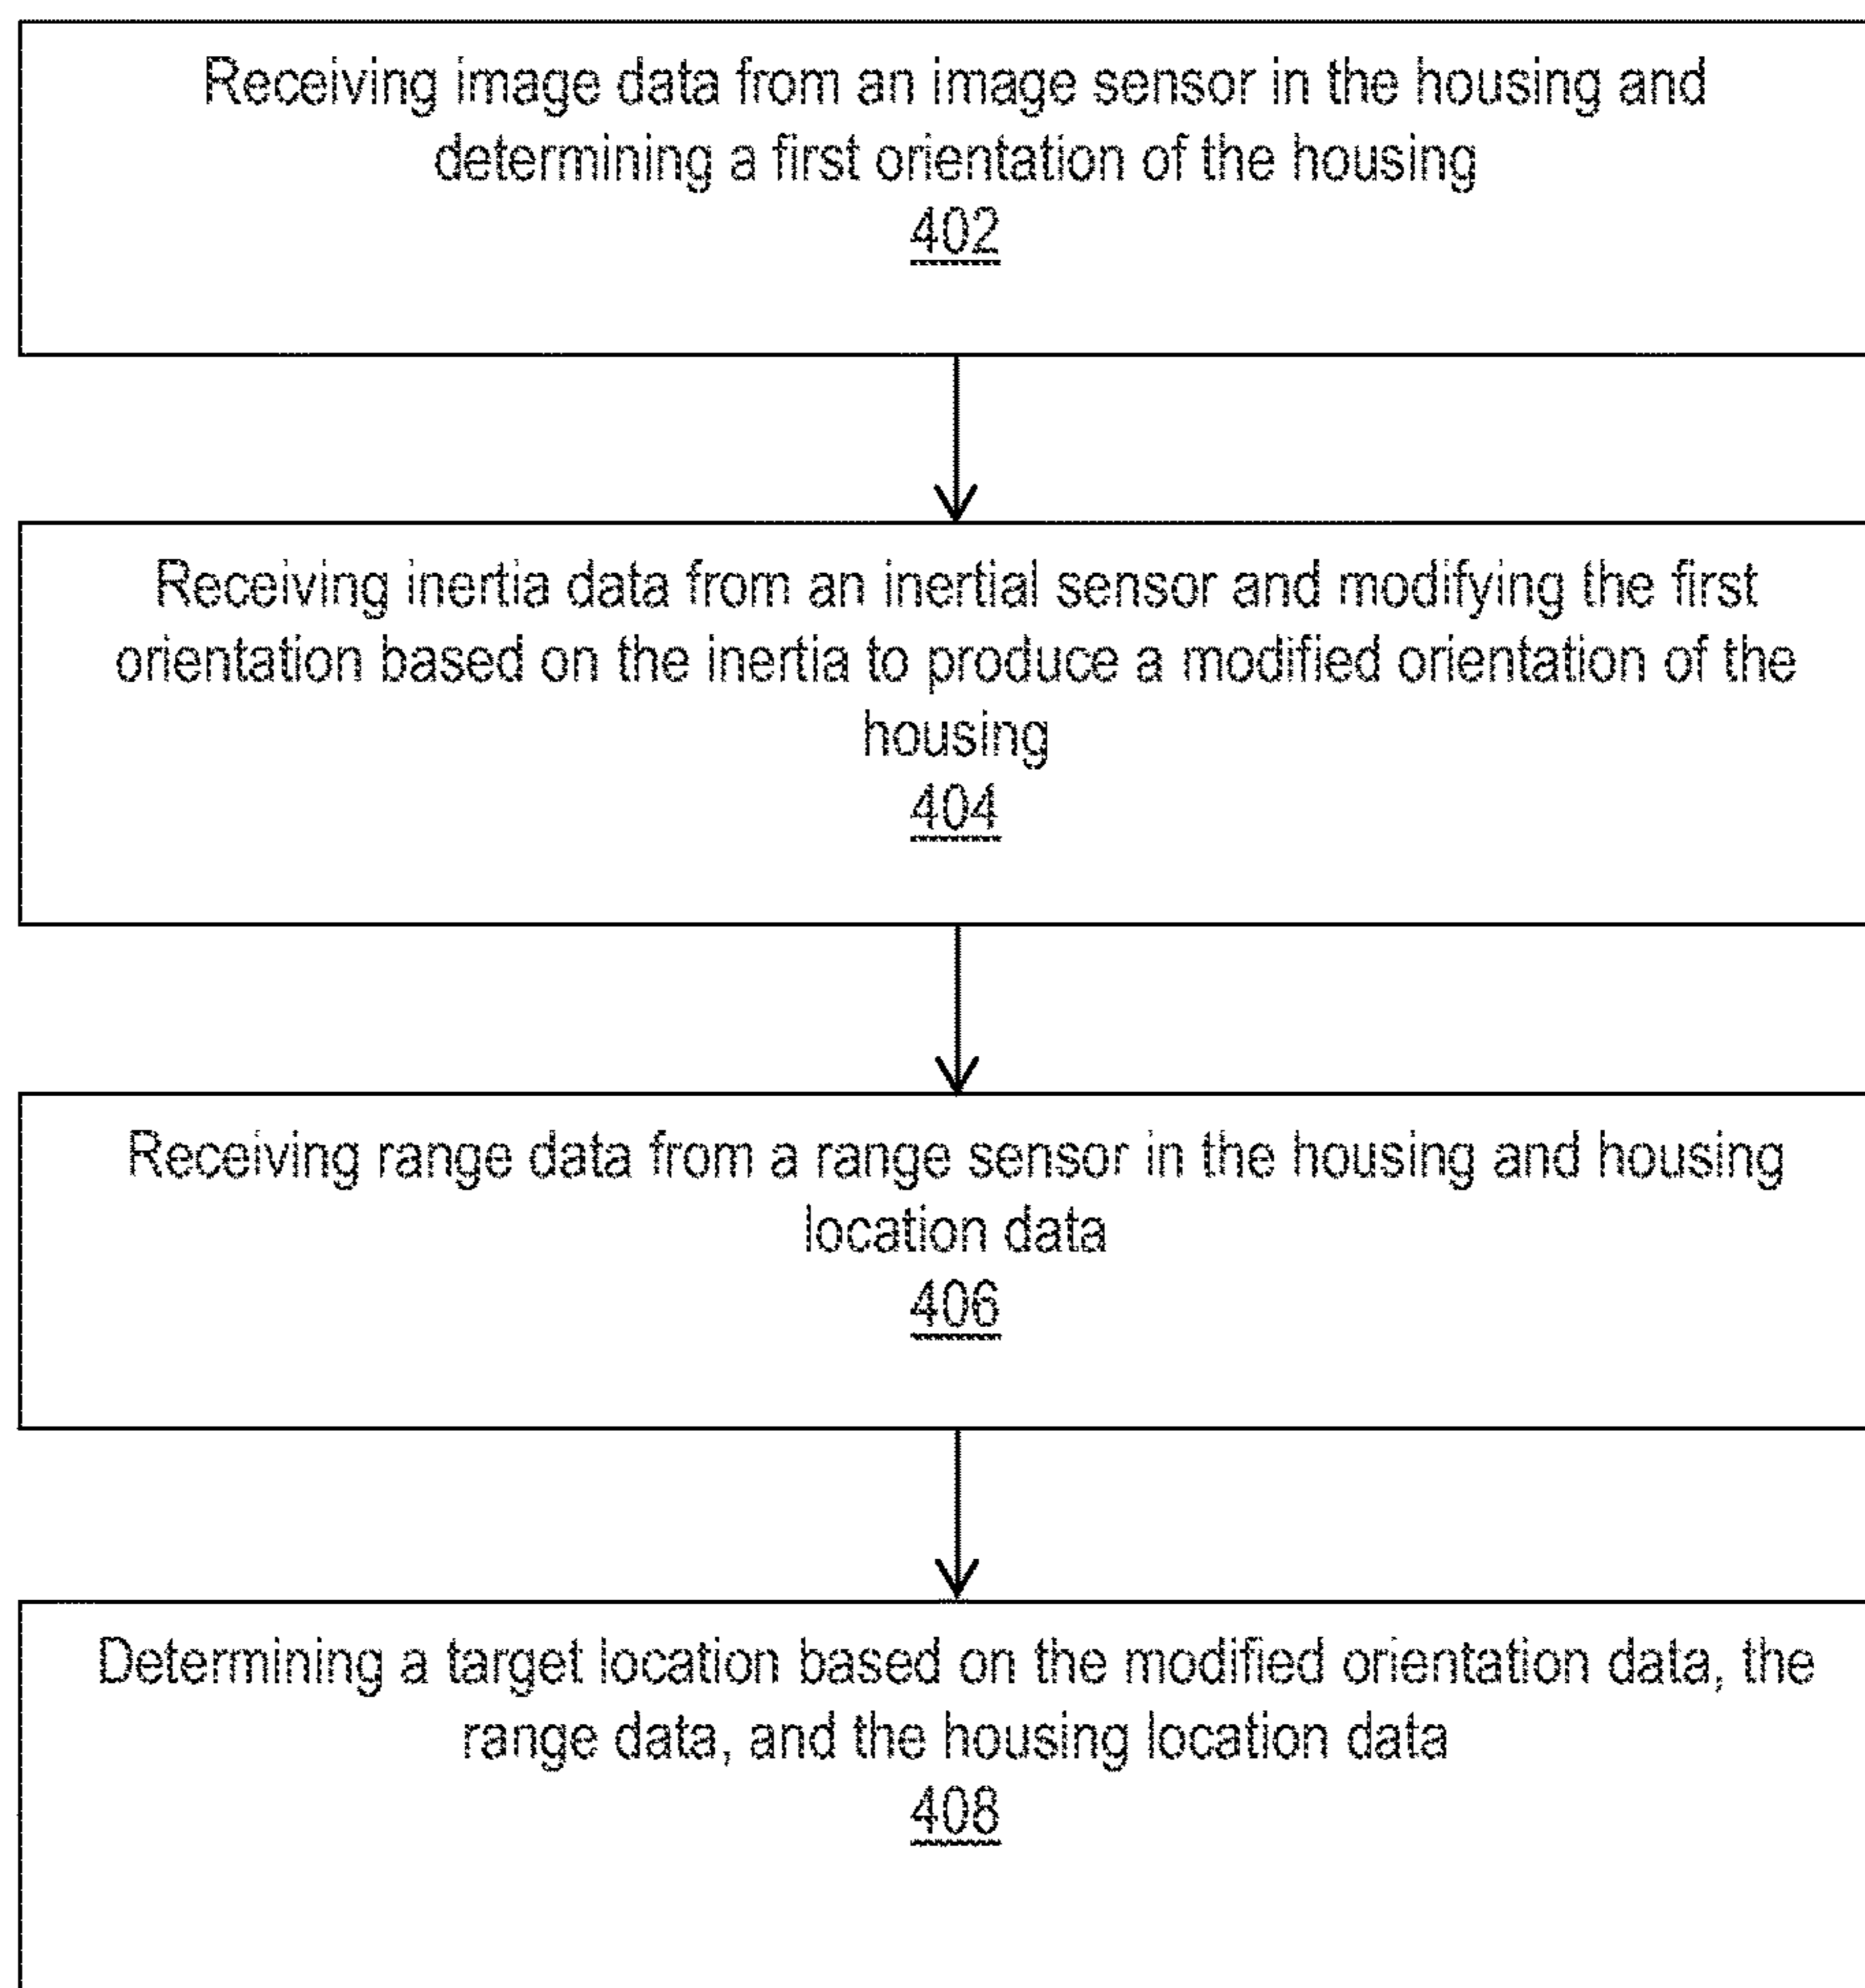 Receiving image data from an image sensor in the housing and
determining a first orientation of the housing
402
Receiving inertia data from an inertial sensor and modifying the first
orientation based on the inertia to produce a modified orientation of the
housing
404
Receiving range data from a range sensor in the housing and housing
location data
406
Determining a target location based on the modified orientation data, the
range data, and the housing location data
408